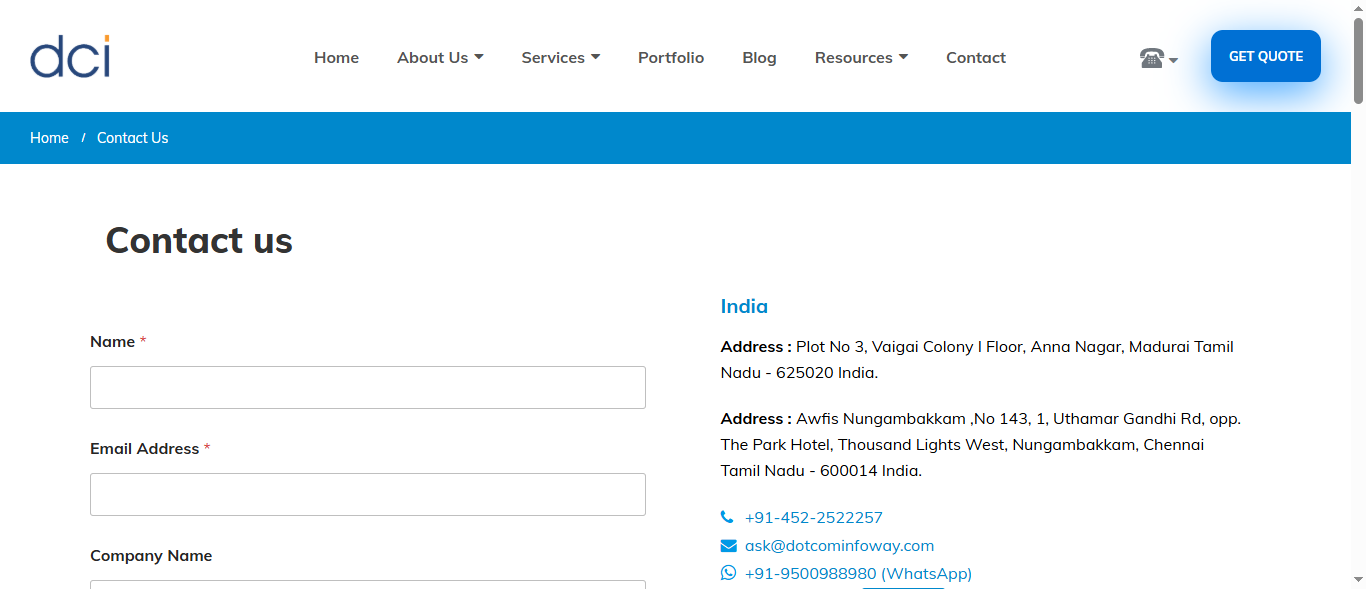 dci
Home
About Us
Services
Portfolio
Blog
Resources
Contact
GET QUOTE
Home / Contact Us
Contact us
Name *
Email Address *
Company Name
India
Address : Plot No 3, Vaigai Colony I Floor, Anna Nagar, Madurai Tamil
Nadu - 625020 India.
Address : Awfis Nungambakkam ,No 143, 1, Uthamar Gandhi Rd, opp.
The Park Hotel, Thousand Lights West, Nungambakkam, Chennai
Tamil Nadu - 600014 India.
+91-452-2522257
ask@dotcominfoway.com
+91-9500988980 (WhatsApp)